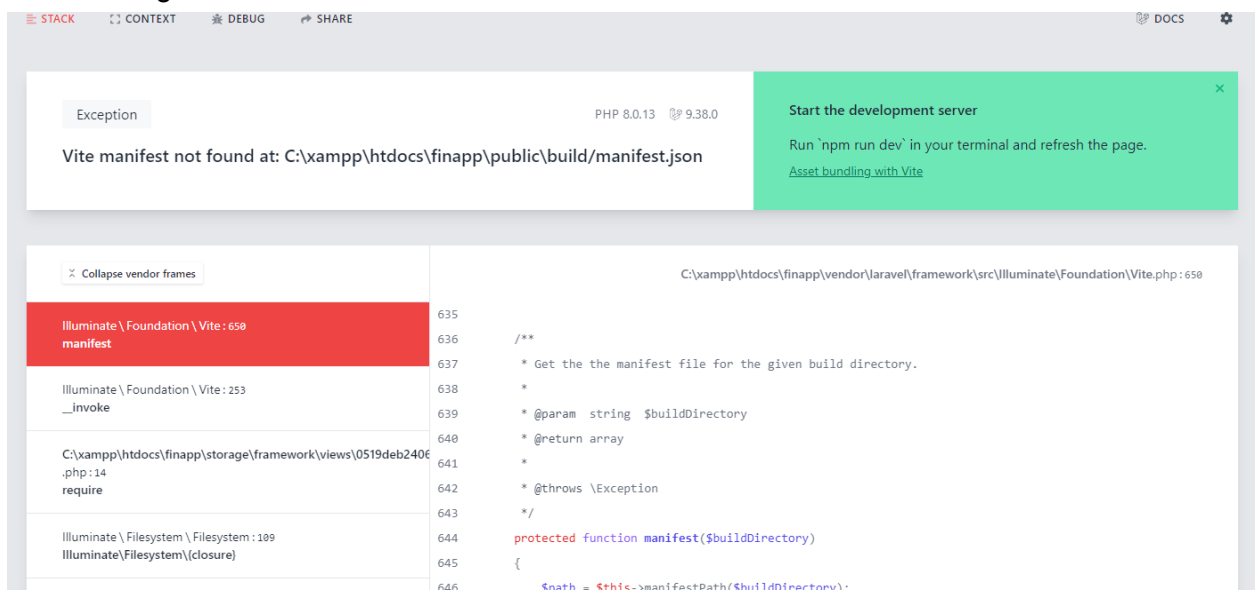 STACK CONTEXT DEBUG SHARE DOCS
Exception PHP 8.0.13 9.38.0
Vite manifest not found at: C:\xampp\htdocs\finapp\public\build/manifest.json
Start the development server
Run `npm run dev` in your terminal and refresh the page.
Asset bundling with Vite
Collapse vendor frames
Illuminate \ Foundation \ Vite : 650
manifest
Illuminate \ Foundation \ Vite : 253
__invoke
C:\xampp\htdocs\finapp\storage\framework\views\0519deb2406
.php : 14
require
Illuminate \ Filesystem \ Filesystem : 109
Illuminate\Filesystem\{closure}
C:\xampp\htdocs\finapp\vendor\laravel\framework\src\Illuminate\Foundation\Vite.php : 650
635
636 /**
637 * Get the the manifest file for the given build directory.
638 *
639 * @param string $buildDirectory
640 * @return array
641 *
642 * @throws \Exception
643 */
644 protected function manifest($buildDirectory)
645 {
646 $path = $this->manifestPath($buildDirectory);